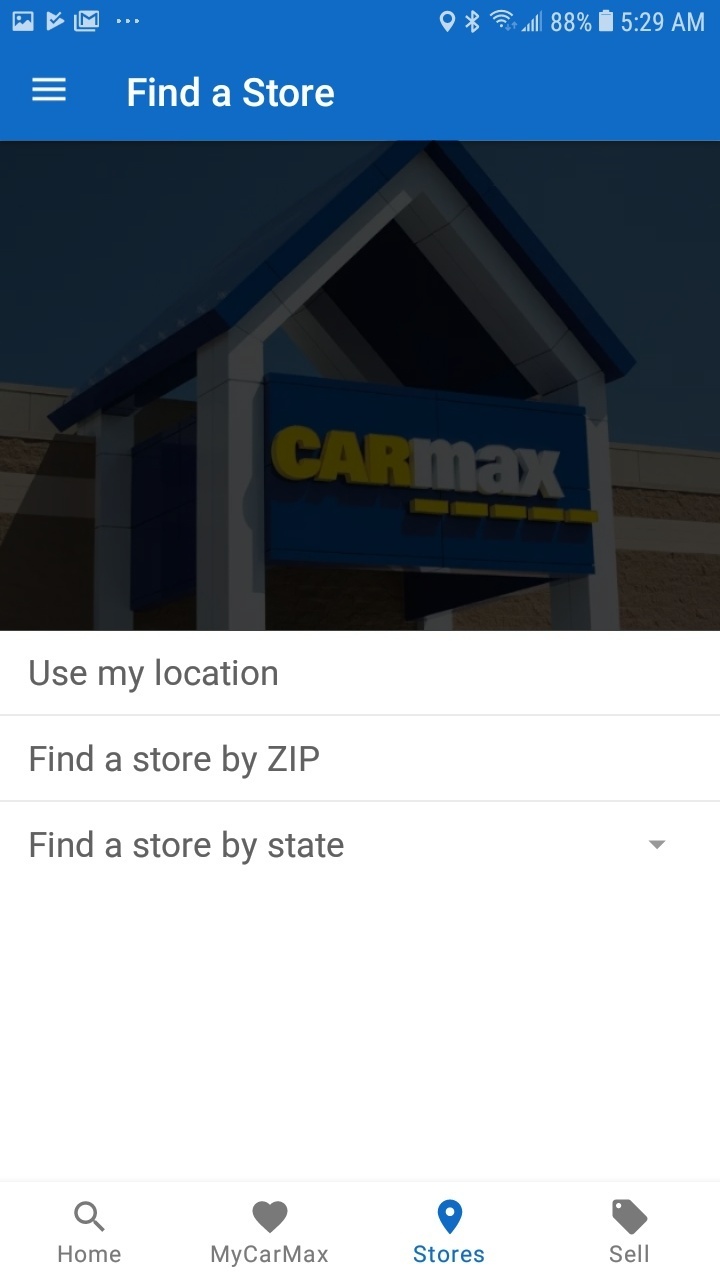 88% 5:29 AM
Find a Store
CARmax
Use my location
Find a store by ZIP
Find a store by state
Home MyCarMax Stores Sell